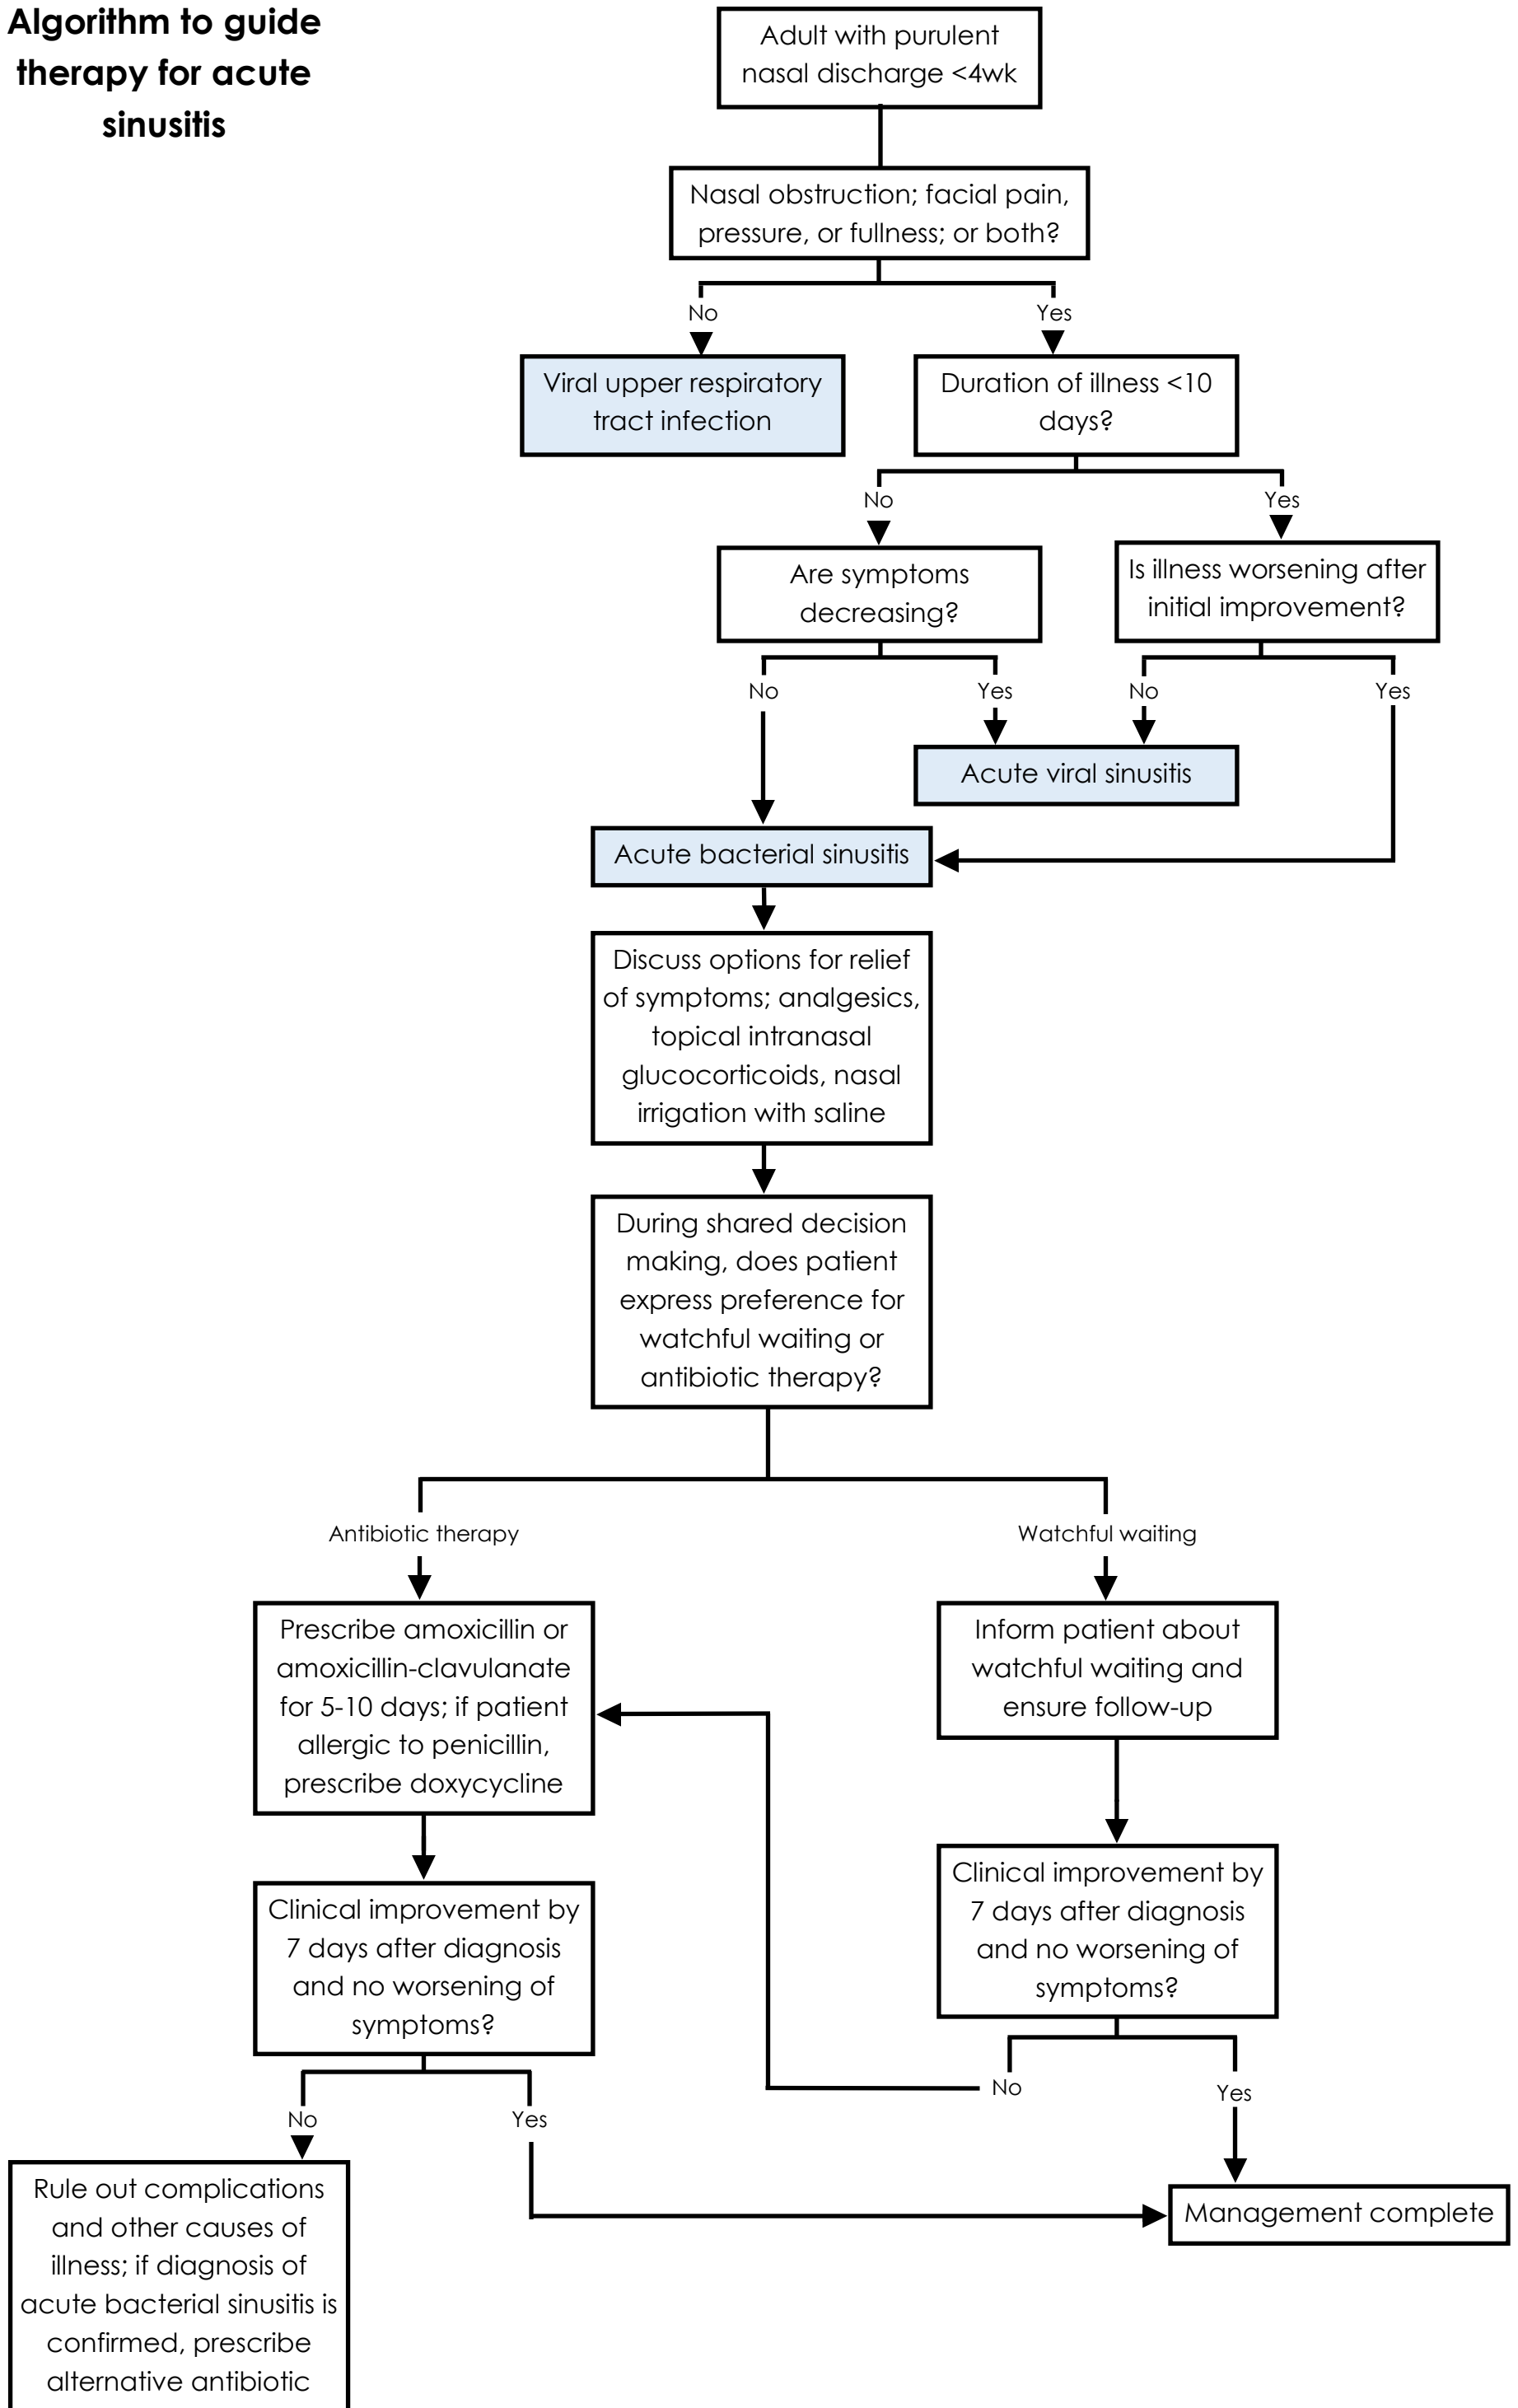 Algorithm to guide
therapy for acute
sinusitis
Adult with purulent
nasal discharge <4wk
Nasal obstruction; facial pain,
pressure, or fullness; or both?
No
Yes
Viral upper respiratory
tract infection
Duration of illness <10
days?
No
Yes
Are symptoms
decreasing?
Is illness worsening after
initial improvement?
No
Yes
No
Yes
Acute viral sinusitis
Acute bacterial sinusitis
Discuss options for relief
of symptoms; analgesics,
topical intranasal
glucocorticoids, nasal
irrigation with saline
During shared decision
making, does patient
express preference for
watchful waiting or
antibiotic therapy?
Antibiotic therapy
Watchful waiting
Prescribe amoxicillin or
amoxicillin-clavulanate
for 5-10 days; if patient
allergic to penicillin,
prescribe doxycycline
Inform patient about
watchful waiting and
ensure follow-up
Clinical improvement by
7 days after diagnosis
and no worsening of
symptoms?
Clinical improvement by
7 days after diagnosis
and no worsening of
symptoms?
No
Yes
No
Yes
Rule out complications
and other causes of
illness; if diagnosis of
acute bacterial sinusitis is
confirmed, prescribe
alternative antibiotic
Management complete